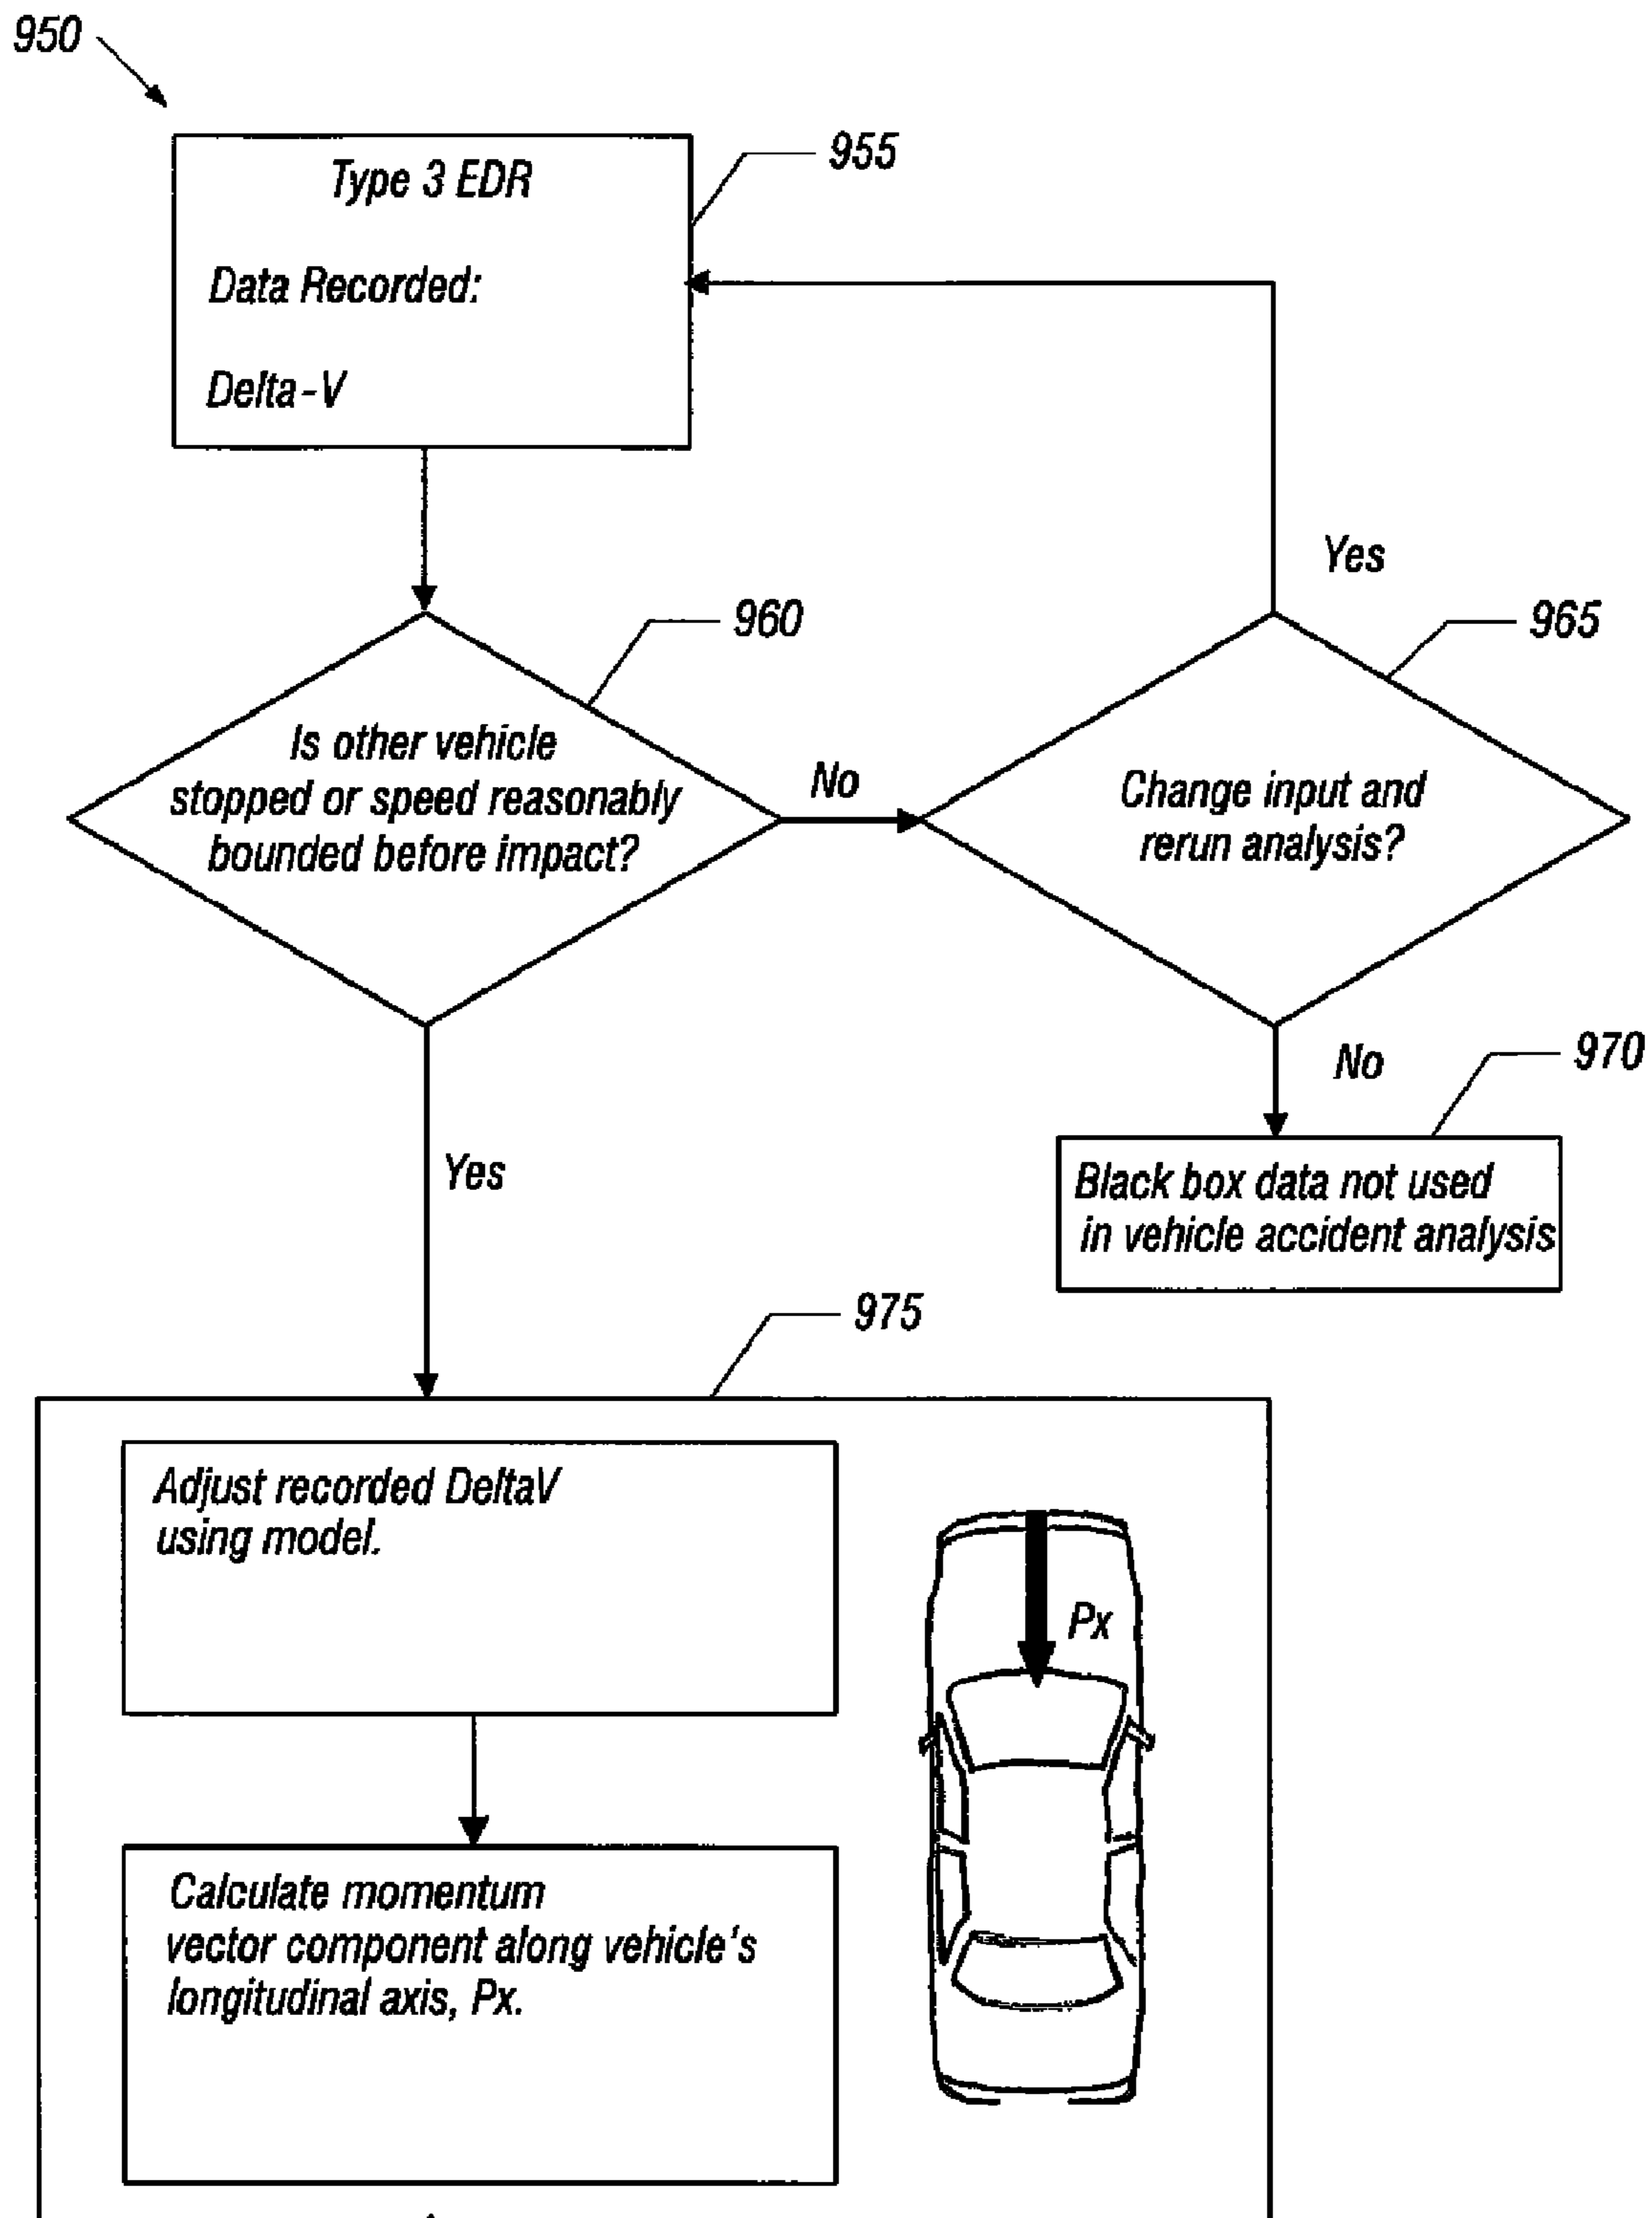 950
955
Type 3 EDR
Data Recorded:
Delta-V
Yes
960
965
Is other vehicle
stopped or speed reasonably
bounded before impact?
No
Change input and
rerun analysis?
No
970
Black box data not used
in vehicle accident analysis
Yes
975
Adjust recorded DeltaV
using model.
Px
Calculate momentum
vector component along vehicle's
longitudinal axis, Px.